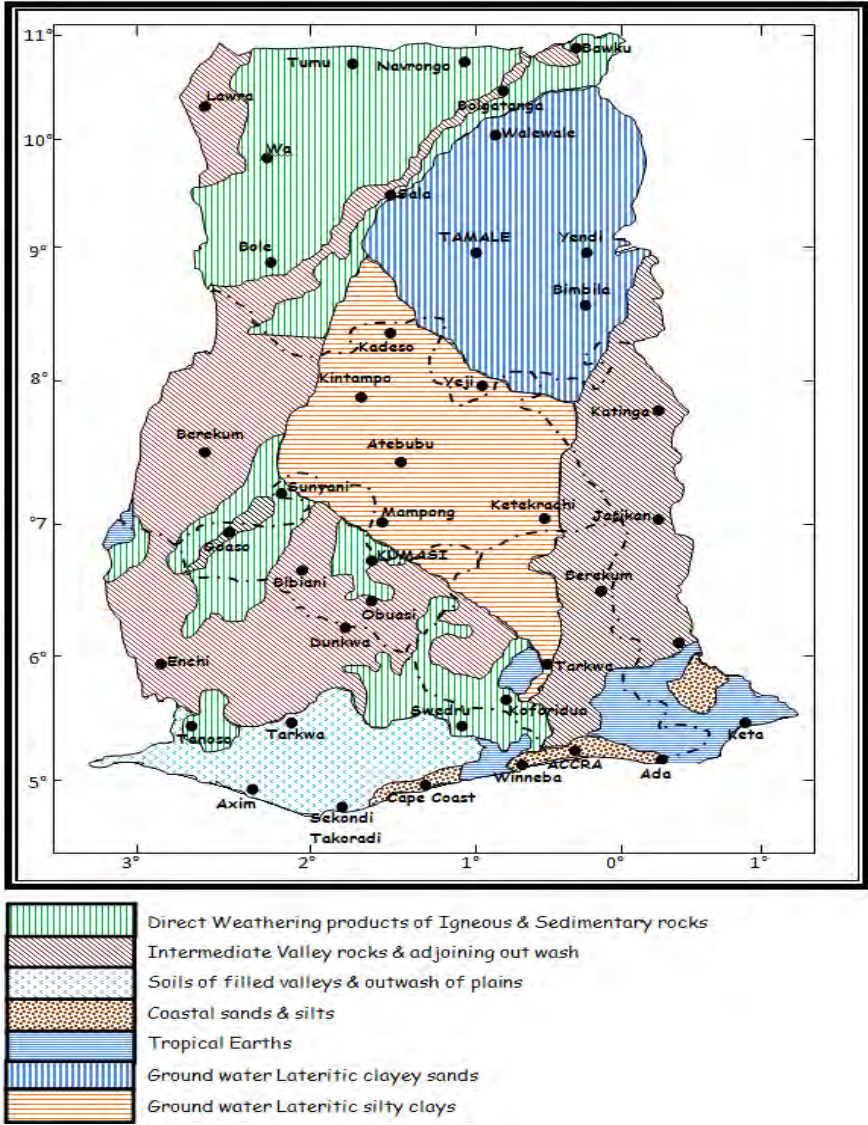 11°
Bawku
Tumu
Navrongo
Lawra
Bolgatanga
10°
Walewale
Wa
Sala
TAMALE
Yendi
9°
Bole
Bimbila
Kadeso
8°
Kintampo
Yeji
Katinga
Berekum
Atebubu
Sunyani
7°
Goaso
Mampong
Ketekrachi
Jasikan
KUMASI
Bibiani
Berekum
Obuasi
Dunkwa
6°
Enchi
Tarkwa
Tanoso
Tarkwa
Swedru
Koforidua
Keta
5°
Axim
Cape Coast
Winneba
ACCRA
Ada
Sekondi
Takoradi
3°
2°
1°
0°
1°
Direct Weathering products of Igneous & Sedimentary rocks
Intermediate Valley rocks & adjoining out wash
Soils of filled valleys & outwash of plains
Coastal sands & silts
Tropical Earths
Ground water Lateritic clayey sands
Ground water Lateritic silty clays